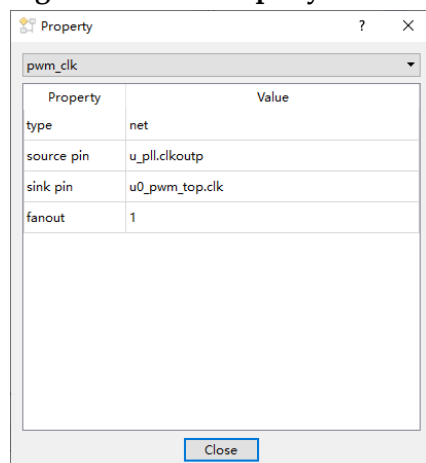 Property ?
pwm_clk
Property Value
type net
source pin u_pll.clkoutp
sink pin u0_pwm_top.clk
fanout 1
Close